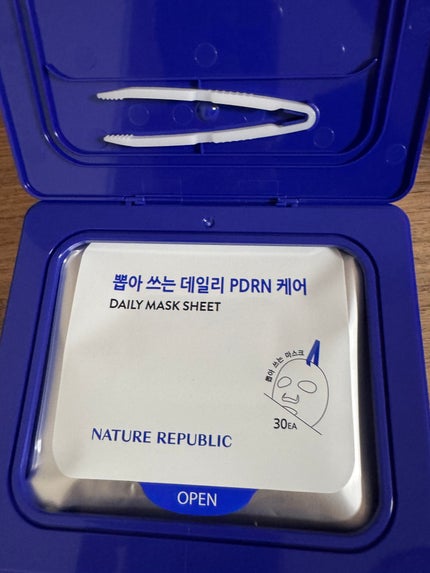 뽑아 쓰는 데일리 PDRN 케어
DAILY MASK SHEET
뽑아 쓰는 마스크
30EA
NATURE REPUBLIC
OPEN